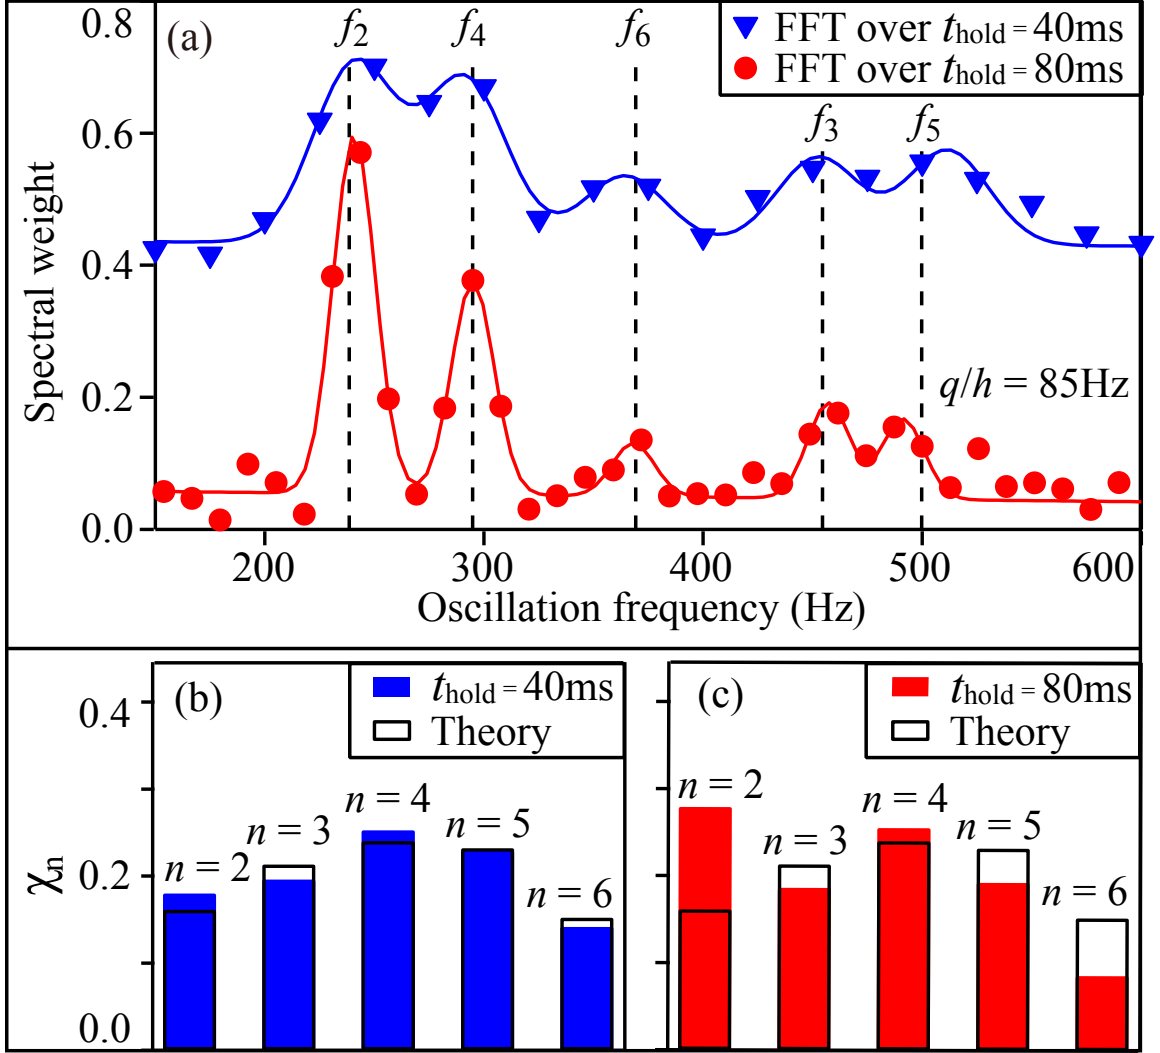 (a)
f2 f4 f6 f3 f5
FFT over thold = 40ms
FFT over thold = 80ms
q/h = 85Hz
Spectral weight
0.8
0.6
0.4
0.2
0.0
200 300 400 500 600
Oscillation frequency (Hz)
(b)
thold = 40ms
Theory
χn
0.4
0.2
0.0
n = 2
n = 3
n = 4
n = 5
n = 6
(c)
thold = 80ms
Theory
n = 2
n = 3
n = 4
n = 5
n = 6